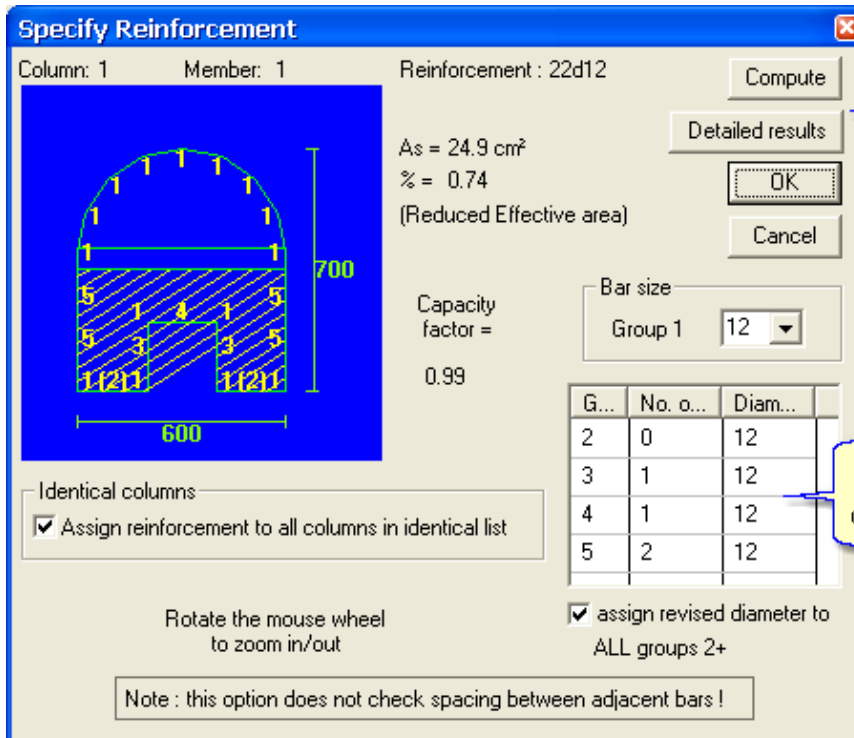 Specify Reinforcement
Column: 1 Member: 1 Reinforcement : 22d12 Compute
Detailed results
As = 24.9 cm²
% = 0.74
(Reduced Effective area)
OK
Cancel
1 1 1
1 1
1 1
1 1
5 5
1 4 1
5 3 3 5
1(2)1 1(2)1
700
600
Capacity
factor =
0.99
Bar size
Group 1 12
G... No. o... Diam...
2 0 12
3 1 12
4 1 12
5 2 12
Identical columns
Assign reinforcement to all columns in identical list
Rotate the mouse wheel
to zoom in/out
assign revised diameter to
ALL groups 2+
Note : this option does not check spacing between adjacent bars !